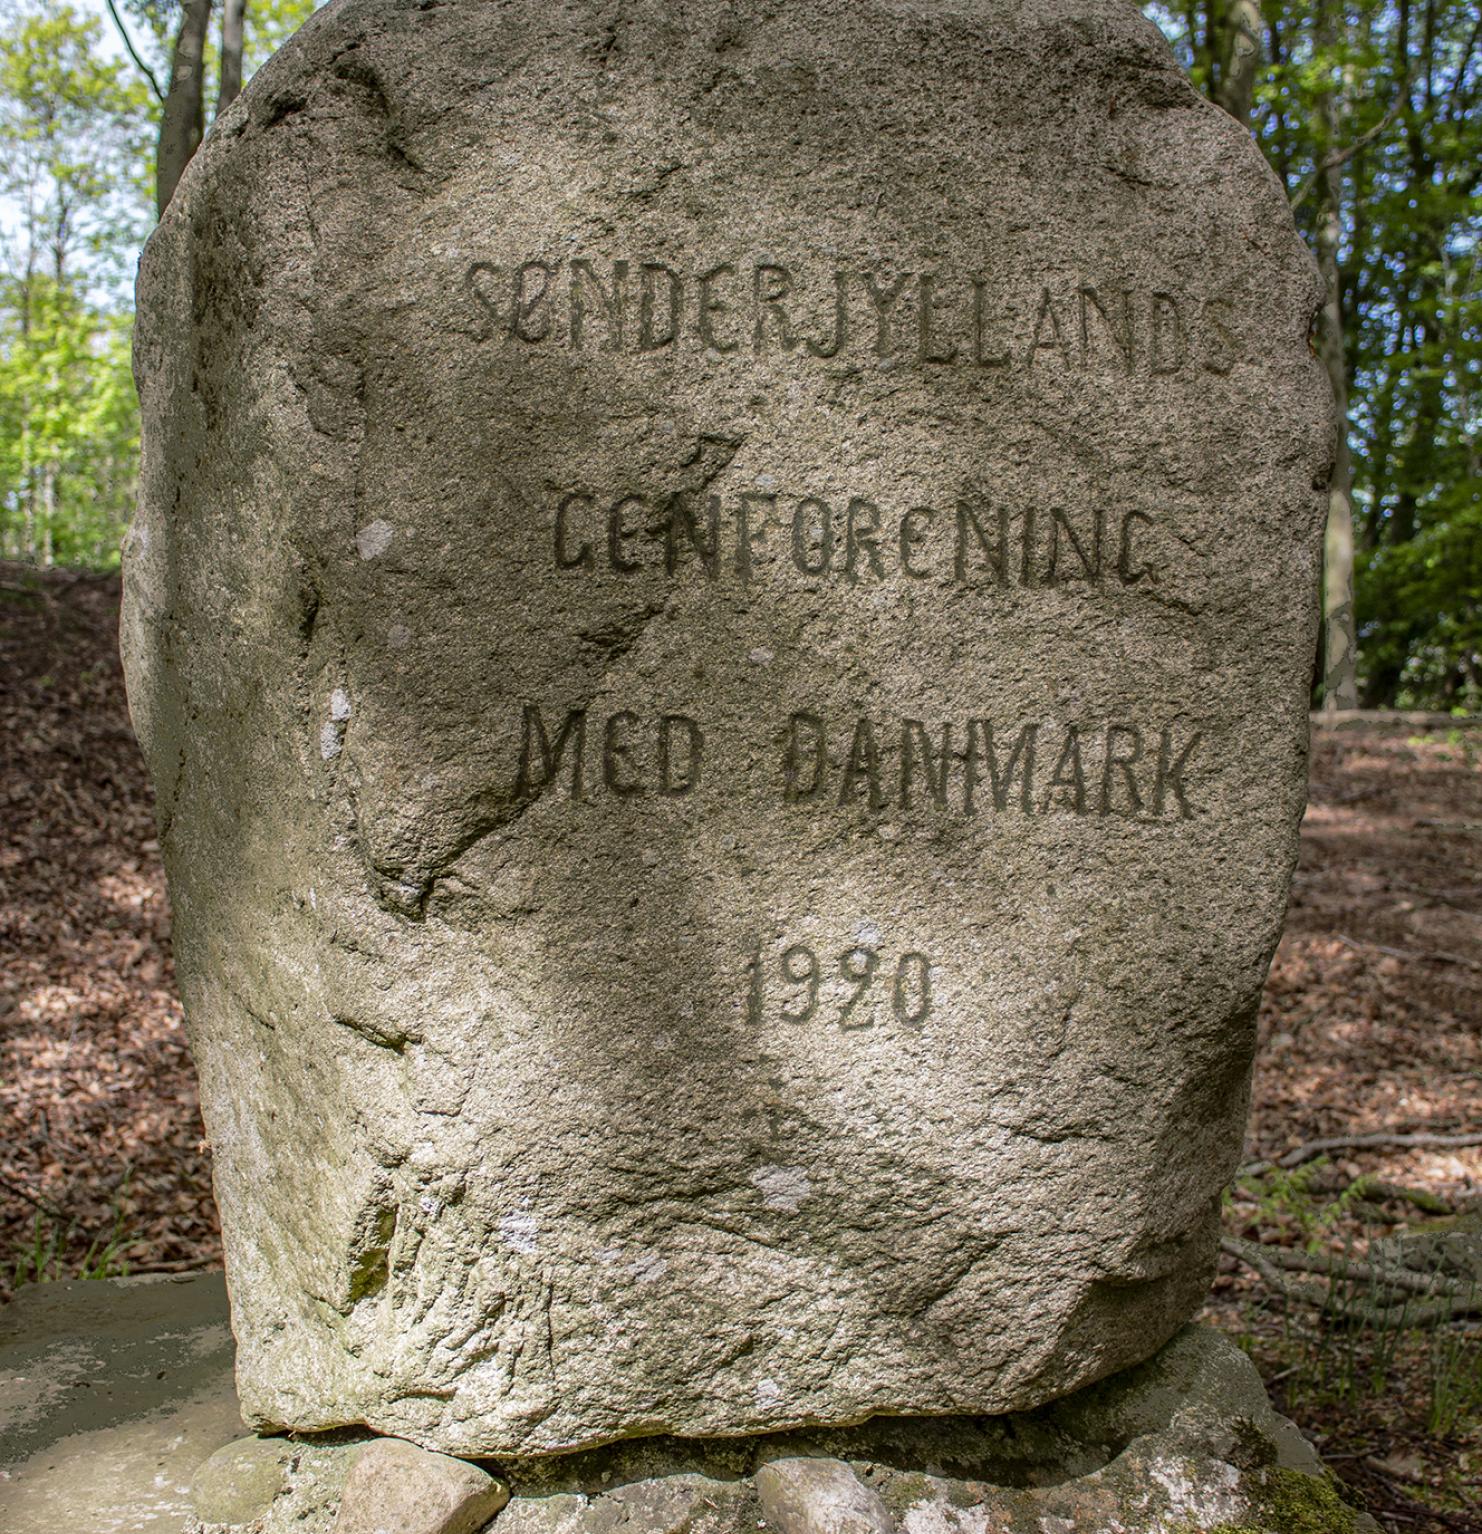 SØNDERJYLLANDS
GENFORENING
MED DANMARK
1920